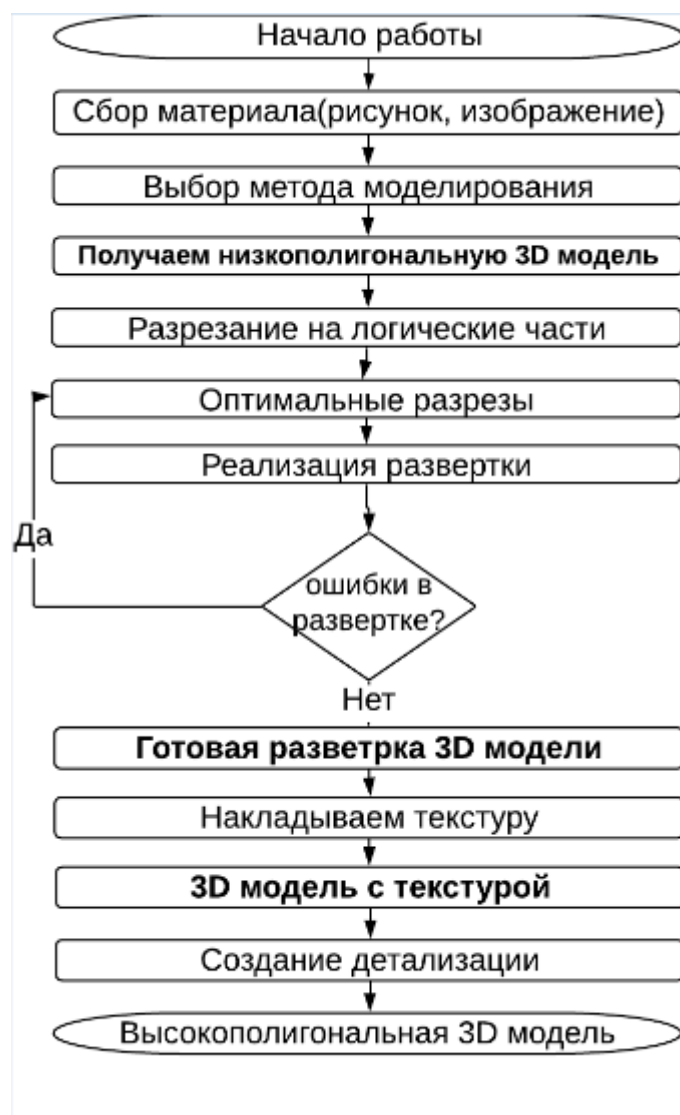 Начало работы
Сбор материала(рисунок, изображение)
Выбор метода моделирования
Получаем низкополигональную 3D модель
Разрезание на логические части
Оптимальные разрезы
Реализация развертки
Да
ошибки в
развертке?
Нет
Готовая разветрка 3D модели
Накладываем текстуру
3D модель с текстурой
Создание детализации
Высокополигональная 3D модель